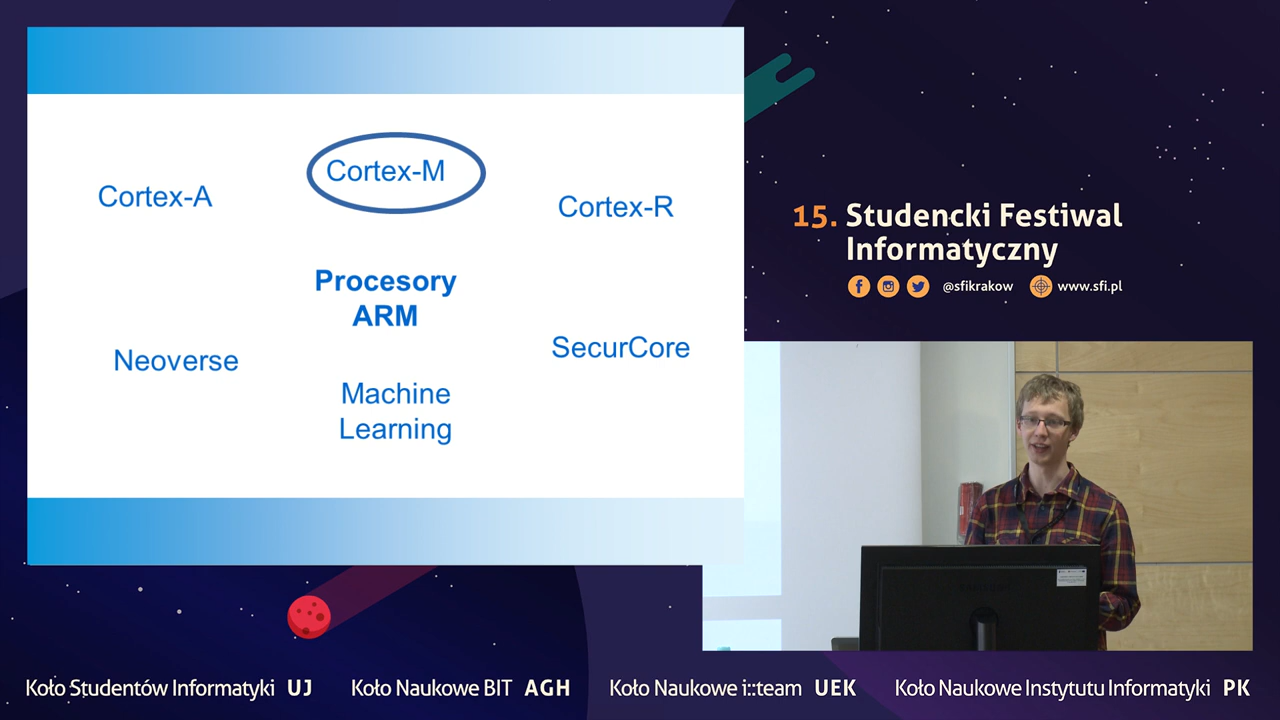 Cortex-M
Cortex-A
Cortex-R
Procesory
ARM
SecurCore
Neoverse
Machine
Learning
15. Studencki Festiwal
Informatyczny
@sfikrakow www.sfi.pl
Koło Studentów Informatyki UJ
Koło Naukowe BIT AGH
Koło Naukowe i::team UEK
Koło Naukowe Instytutu Informatyki PK